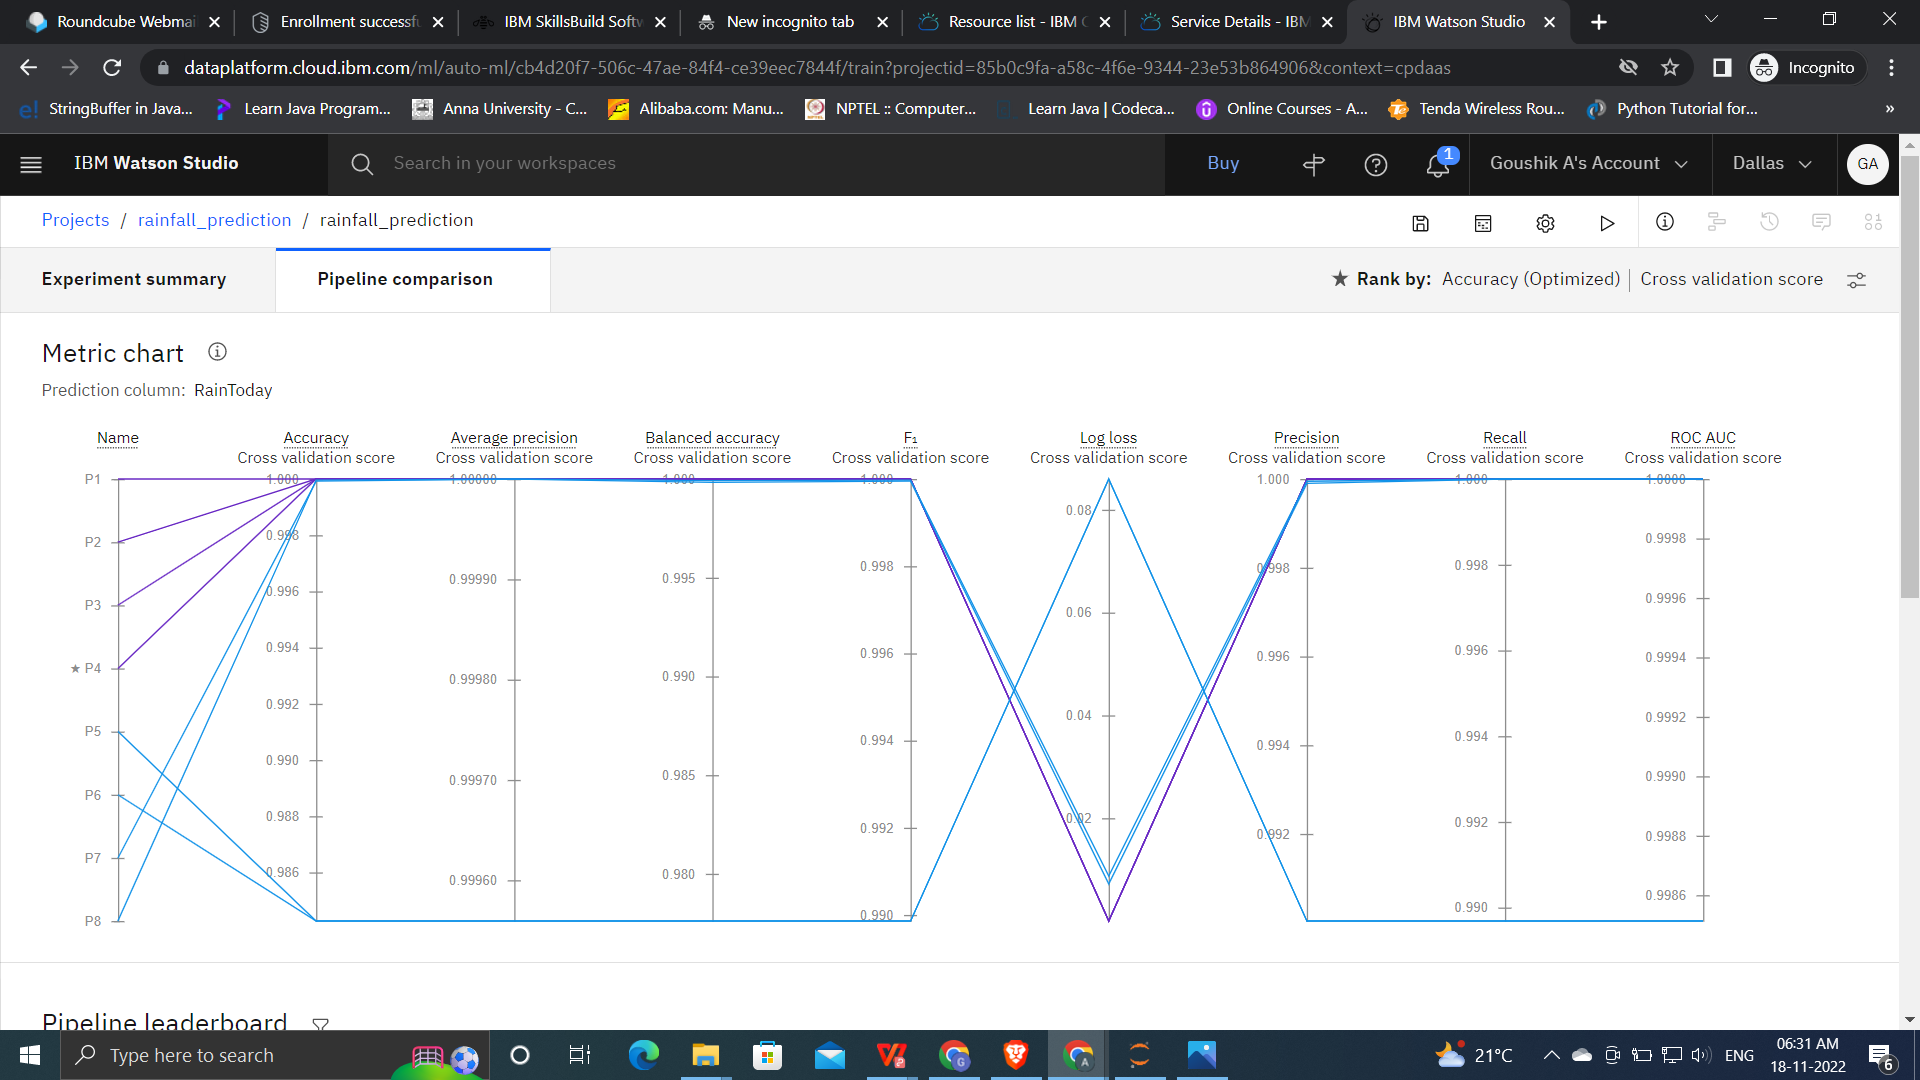 Roundcube Webmai
Enrollment successfu
IBM SkillsBuild Softw
New incognito tab
Resource list - IBM C
Service Details - IBM
IBM Watson Studio
dataplatform.cloud.ibm.com/ml/auto-ml/cb4d20f7-506c-47ae-84f4-ce39eec7844f/train?projectid=85b0c9fa-a58c-4f6e-9344-23e53b864906&context=cpdaas
Incognito
e! StringBuffer in Java...
Learn Java Program...
Anna University - C...
Alibaba.com: Manu...
NPTEL :: Computer...
Learn Java | Codeca...
Online Courses - A...
Tenda Wireless Rou...
Python Tutorial for...
»
IBM Watson Studio
Search in your workspaces
Buy
1
Goushik A's Account
Dallas
GA
Projects / rainfall_prediction / rainfall_prediction
Experiment summary
Pipeline comparison
★ Rank by: Accuracy (Optimized) | Cross validation score
Metric chart
Prediction column: RainToday
Name
P1
P2
P3
★ P4
P5
P6
P7
P8
Accuracy
Cross validation score
1.000
0.998
0.996
0.994
0.992
0.990
0.988
0.986
Average precision
Cross validation score
1.00000
0.99990
0.99980
0.99970
0.99960
Balanced accuracy
Cross validation score
1.000
0.995
0.990
0.985
0.980
F₁
Cross validation score
1.000
0.998
0.996
0.994
0.992
0.990
Log loss
Cross validation score
0.08
0.06
0.04
0.02
Precision
Cross validation score
1.000
0.998
0.996
0.994
0.992
Recall
Cross validation score
1.000
0.998
0.996
0.994
0.992
0.990
ROC AUC
Cross validation score
1.0000
0.9998
0.9996
0.9994
0.9992
0.9990
0.9988
0.9986
Pipeline leaderboard
Type here to search
21°C
ENG
06:31 AM
18-11-2022
6